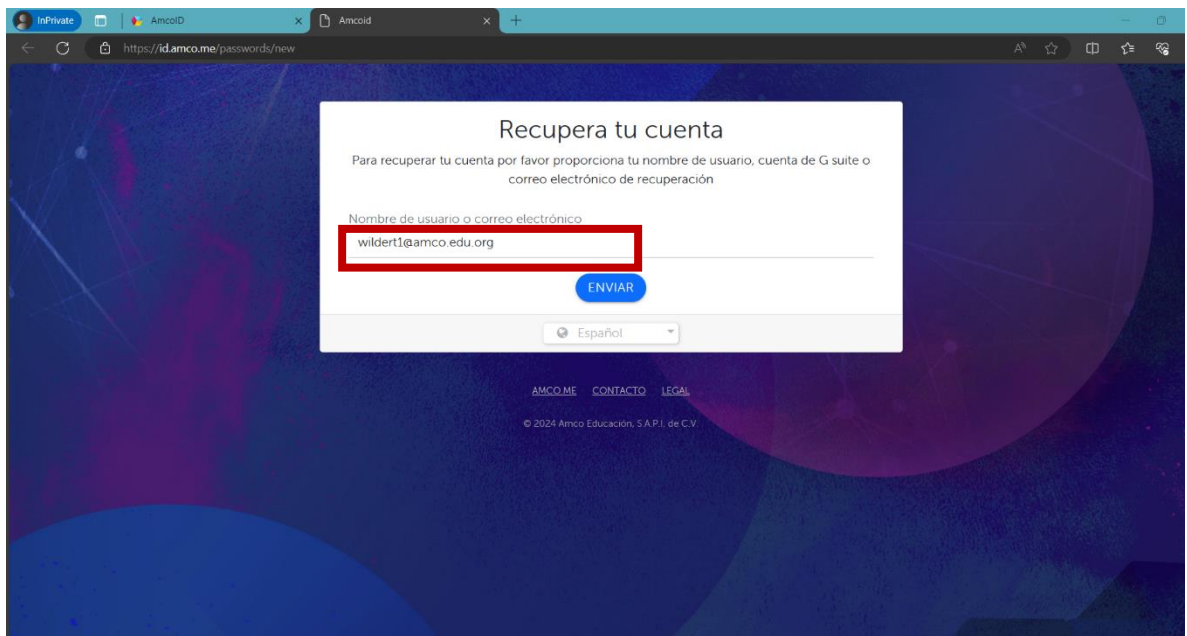 InPrivate AmcoID Amcoid
https://id.amco.me/passwords/new
Recupera tu cuenta
Para recuperar tu cuenta por favor proporciona tu nombre de usuario, cuenta de G suite o
correo electrónico de recuperación
Nombre de usuario o correo electrónico
wildert1@amco.edu.org
ENVIAR
Español
AMCO.ME CONTACTO LEGAL
© 2024 Amco Educación, S.A.P.I. de C.V.